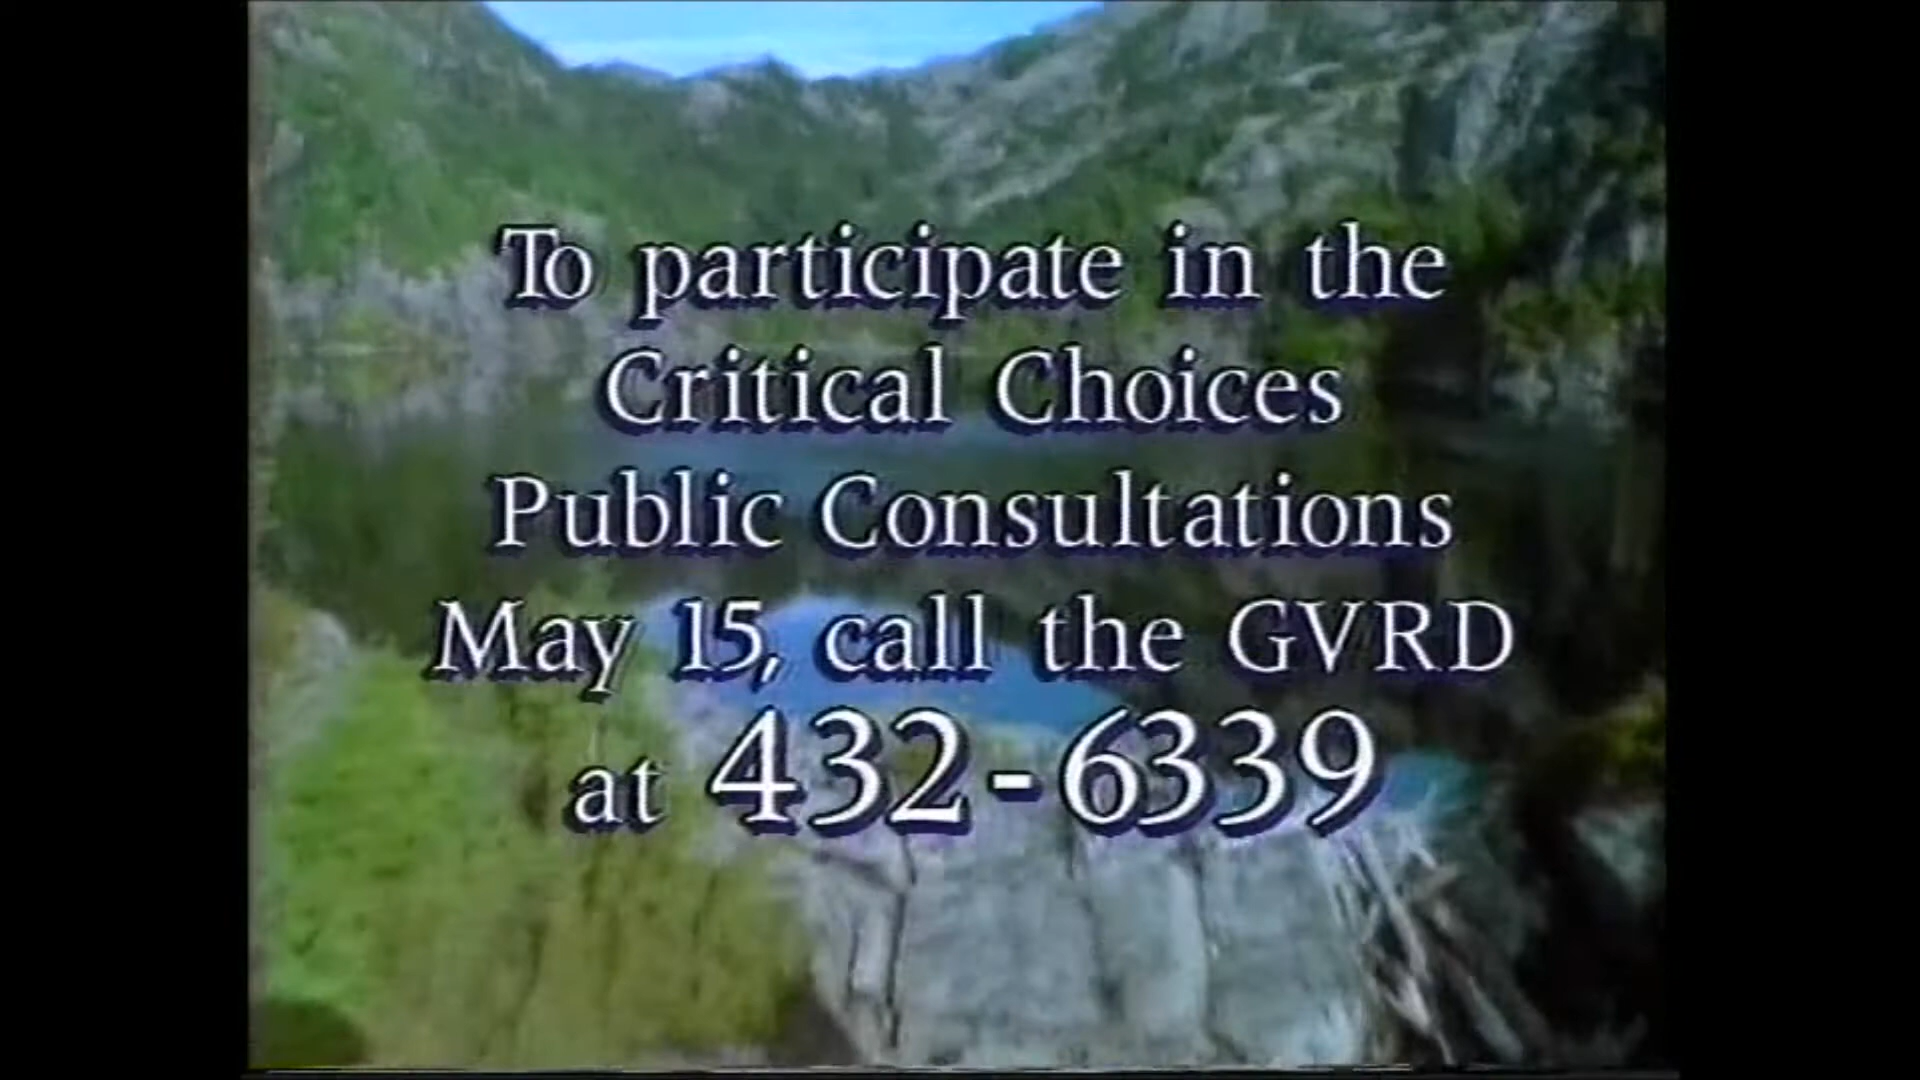 To participate in the
Critical Choices
Public Consultations
May 15, call the GVRD
at 432-6339